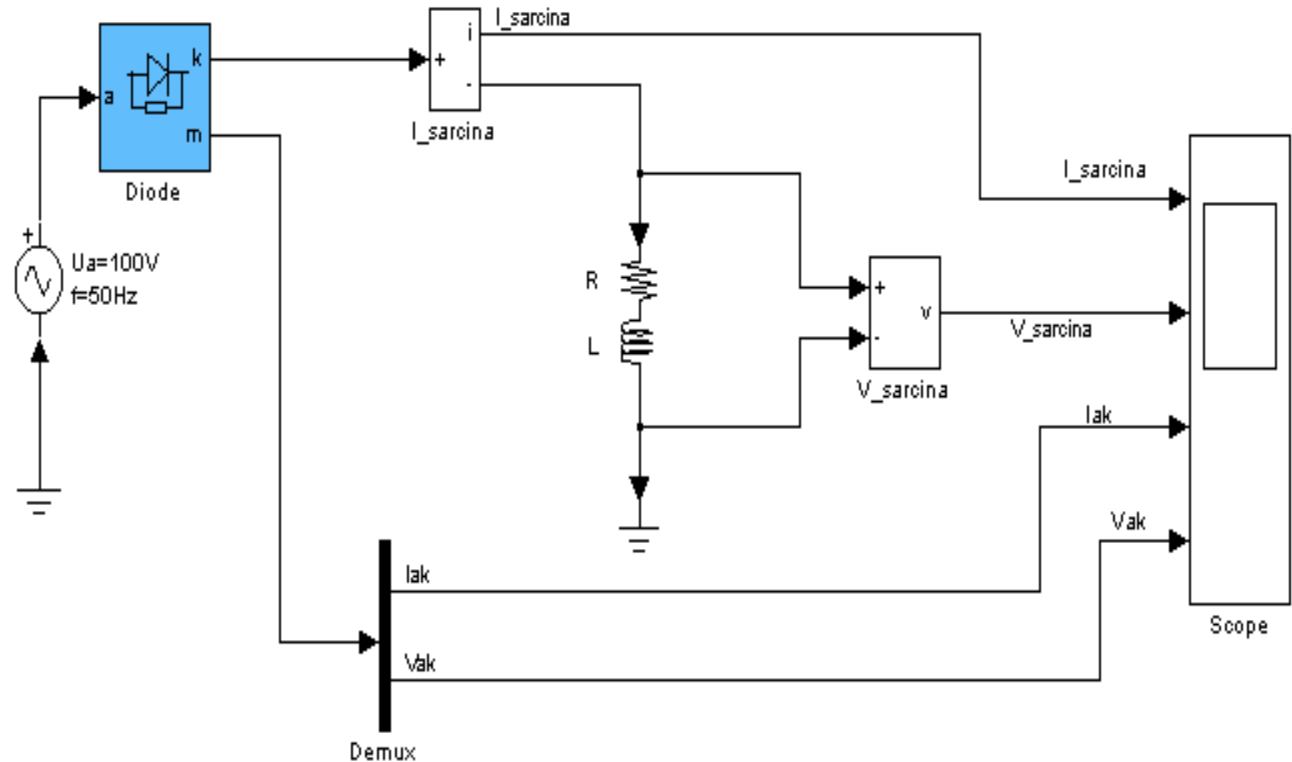 I_sarcina
i
+
-
I_sarcina
k
a
m
Diode
I_sarcina
+
Ua=100V
f=50Hz
R
L
+
v
-
V_sarcina
V_sarcina
Iak
Vak
Iak
Vak
Scope
Demux